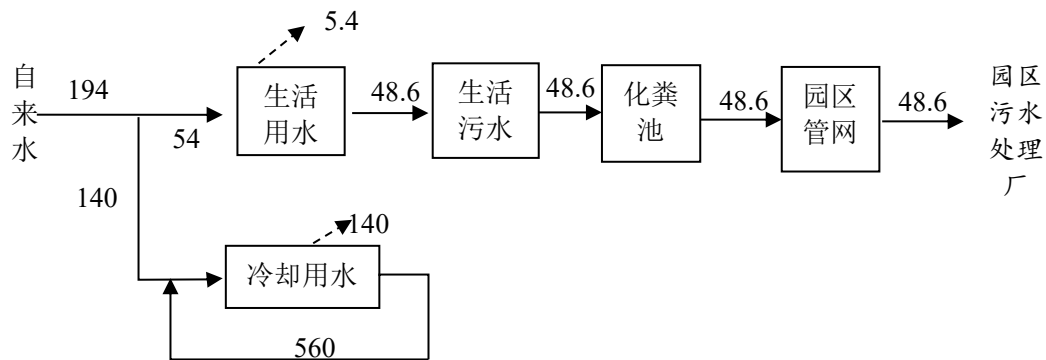 5.4
自
来
水
194
54
生活
用水
48.6
生活
污水
48.6
化粪
池
48.6
园区
管网
48.6
园区
污水
处理
厂
140
140
冷却用水
560